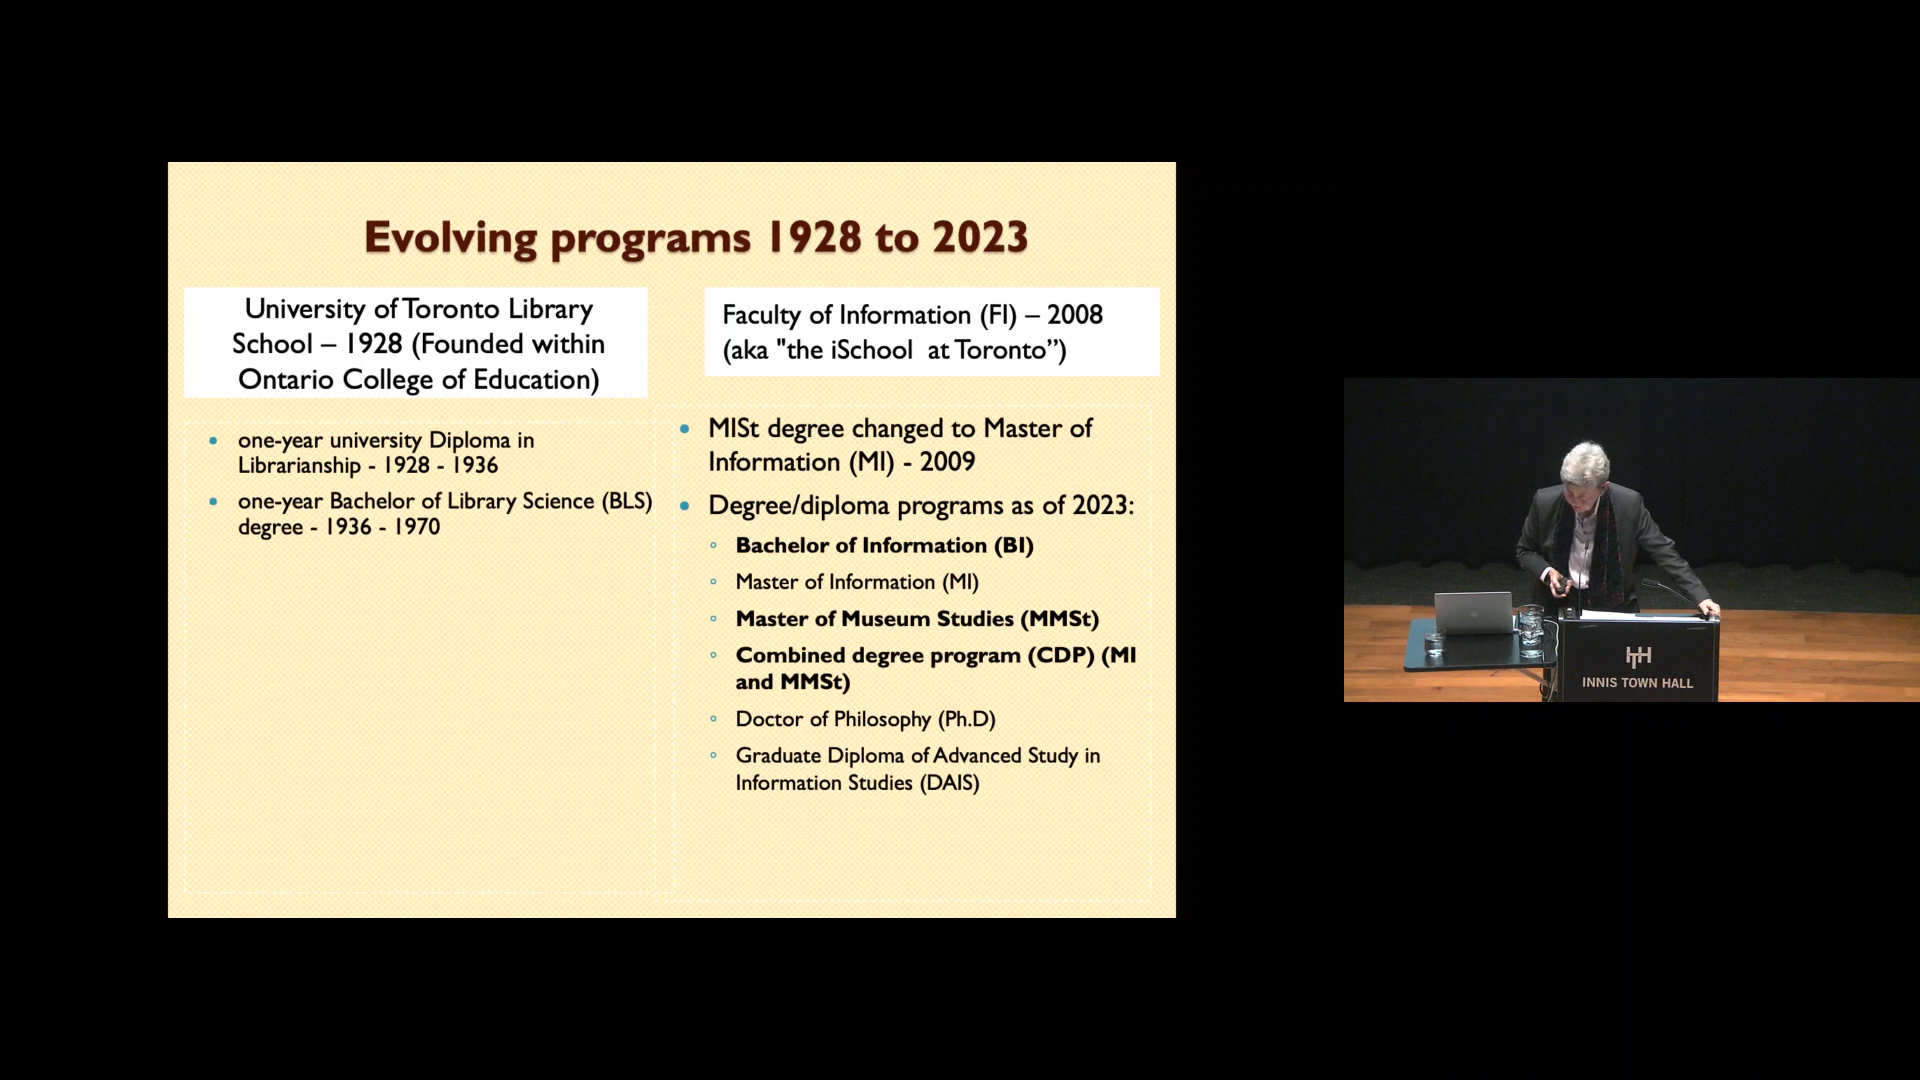 Evolving programs 1928 to 2023
University of Toronto Library
School – 1928 (Founded within
Ontario College of Education)
• one-year university Diploma in
Librarianship - 1928 - 1936
• one-year Bachelor of Library Science (BLS)
degree - 1936 - 1970
Faculty of Information (FI) – 2008
(aka "the iSchool at Toronto”)
• MISt degree changed to Master of
Information (MI) - 2009
• Degree/diploma programs as of 2023:
◦ Bachelor of Information (BI)
◦ Master of Information (MI)
◦ Master of Museum Studies (MMSt)
◦ Combined degree program (CDP) (MI
and MMSt)
◦ Doctor of Philosophy (Ph.D)
◦ Graduate Diploma of Advanced Study in
Information Studies (DAIS)
INNIS TOWN HALL